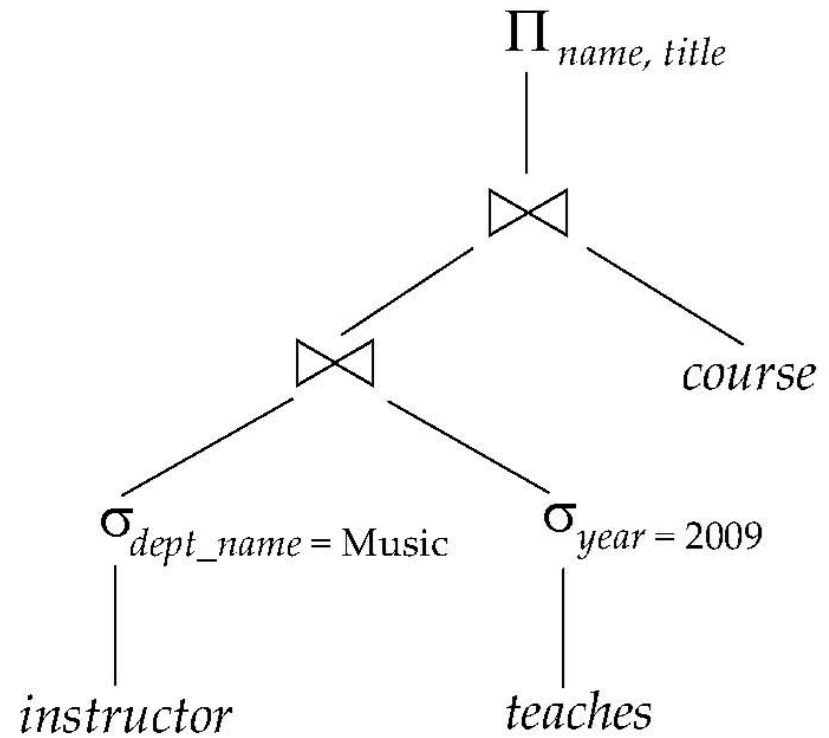 Π name, title
⋈
⋈
course
σ dept_name = Music
σ year = 2009
instructor
teaches